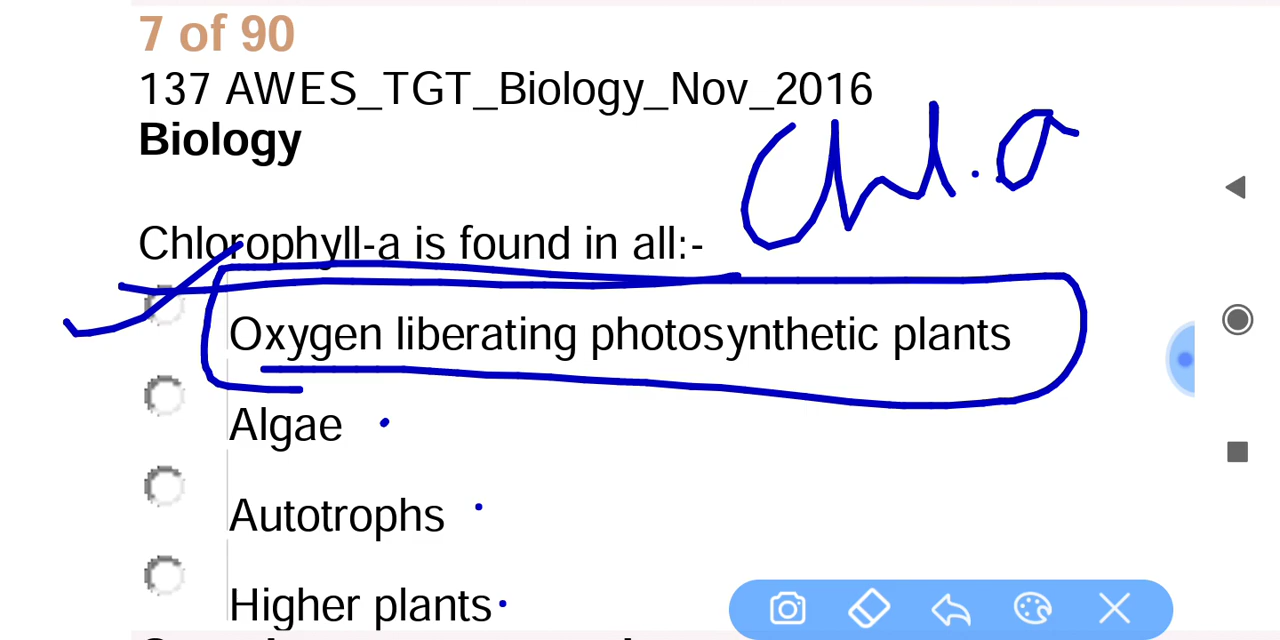 7 of 90
137 AWES_TGT_Biology_Nov_2016
Biology
Chl.a
Chlorophyll-a is found in all:-
Oxygen liberating photosynthetic plants
Algae
Autotrophs
Higher plants